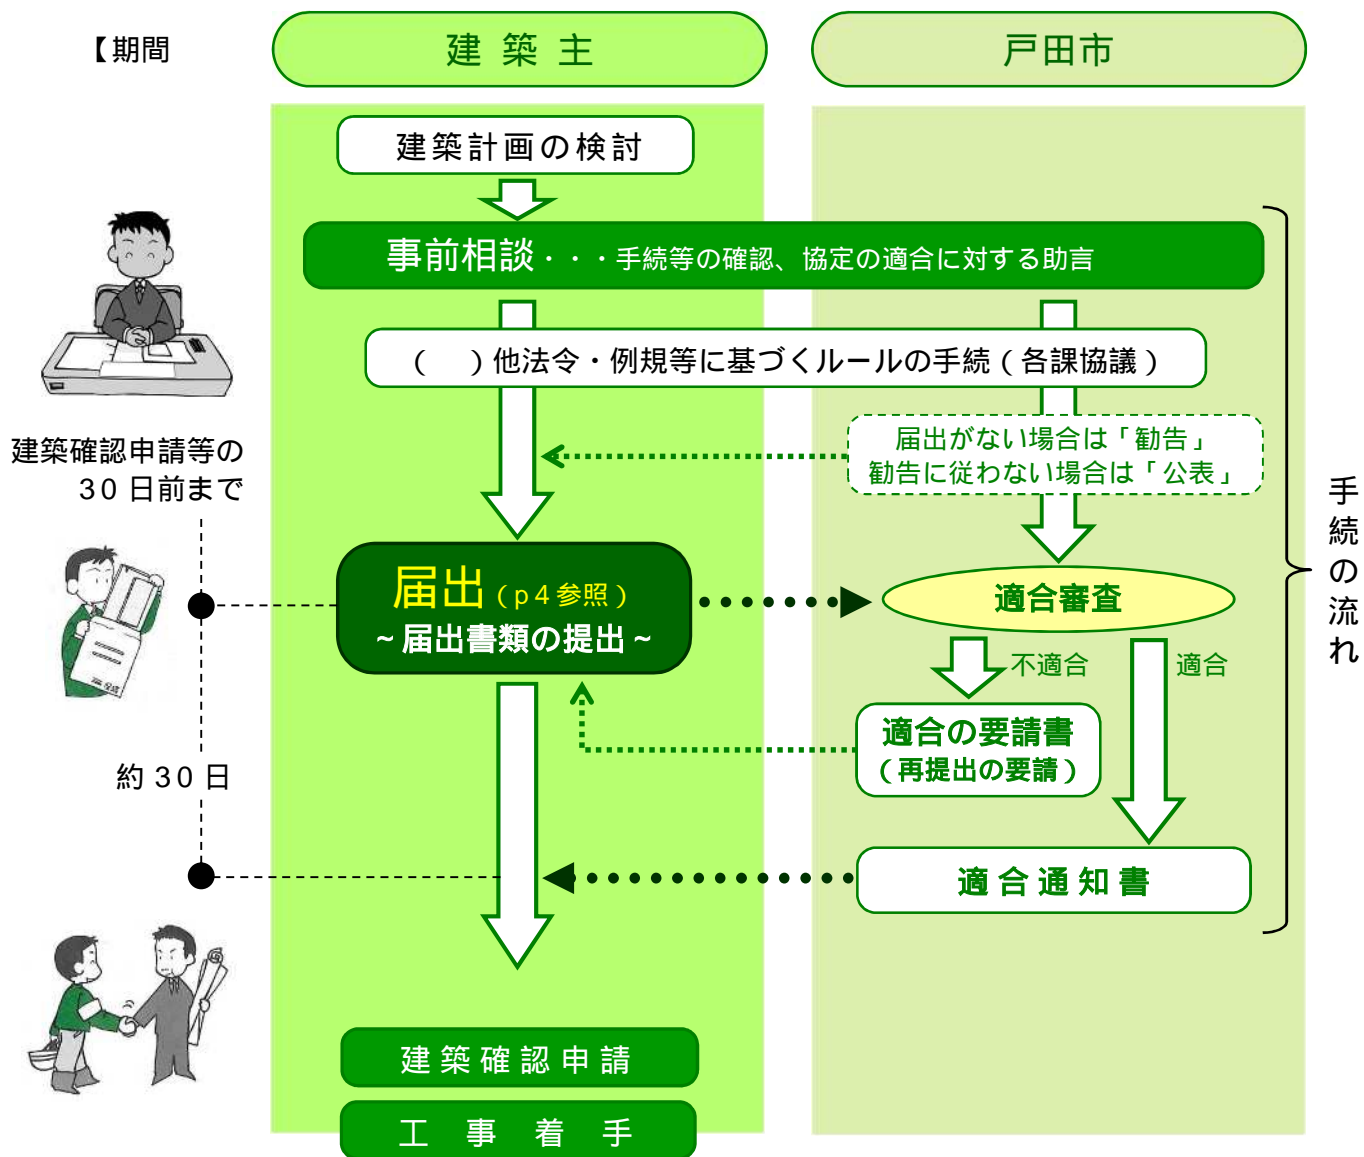 【期間
建築主
戸田市
建築計画の検討
事前相談・・・手続等の確認、協定の適合に対する助言
(　)他法令・例規等に基づくルールの手続(各課協議)
届出がない場合は「勧告」
勧告に従わない場合は「公表」
建築確認申請等の
30日前まで
届出(p4参照)
~届出書類の提出~
適合審査
不適合
適合
適合の要請書
(再提出の要請)
約30日
適合通知書
手続の流れ
建築確認申請
工事着手